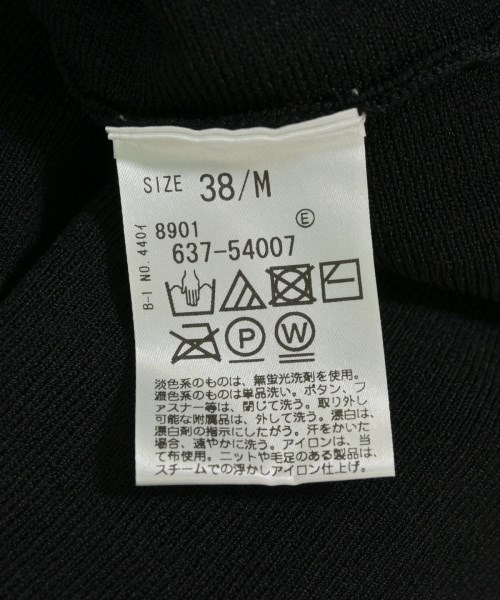 SIZE 38/M
Ⓔ
8901
637-54007
B-I NO.440イ
P
W
淡色系のものは、無蛍光洗剤を使用。
濃色系のものは単品洗い。ボタン、フ
ァスナー等は、閉じて洗う。取り外し
可能な附属品は、外して洗う。漂白は、
漂白剤の指示にしたがう。汗をかいた
場合、速やかに洗う。アイロンは、当
て布使用。ニットや毛足のある製品は、
スチームでの浮かしアイロン仕上げ。